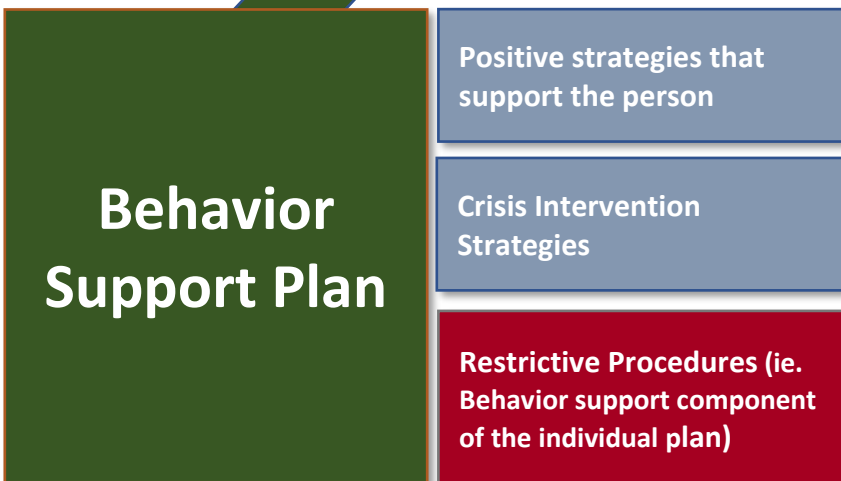 Behavior
Support Plan
Positive strategies that
support the person
Crisis Intervention
Strategies
Restrictive Procedures (ie.
Behavior support component
of the individual plan)